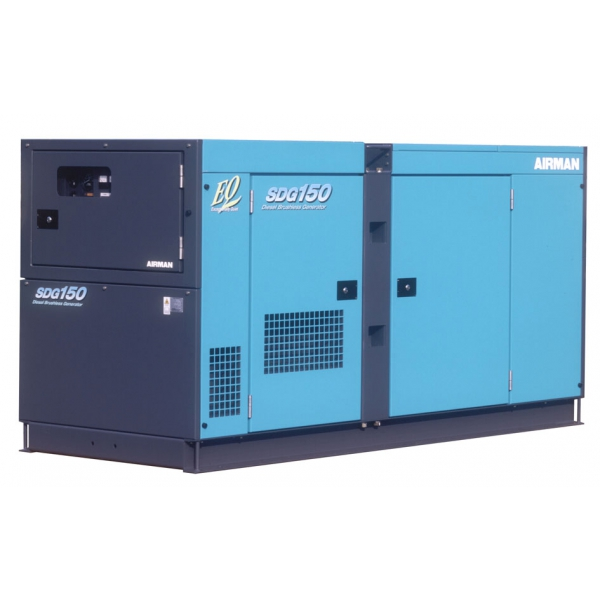 AIRMAN
SDG150
Diesel Brushless Generator
EQ
SDG150
Diesel Brushless Generator
AIRMAN